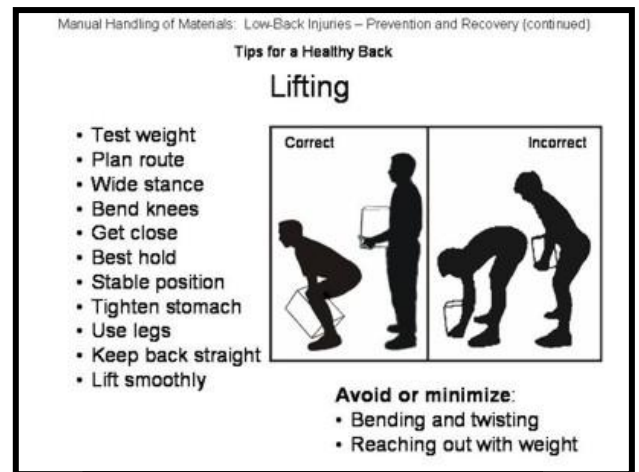 Manual Handling of Materials:  Low-Back Injuries – Prevention and Recovery (continued)
Tips for a Healthy Back
Lifting
• Test weight
• Plan route
• Wide stance
• Bend knees
• Get close
• Best hold
• Stable position
• Tighten stomach
• Use legs
• Keep back straight
• Lift smoothly
Correct
Incorrect
Avoid or minimize:
• Bending and twisting
• Reaching out with weight